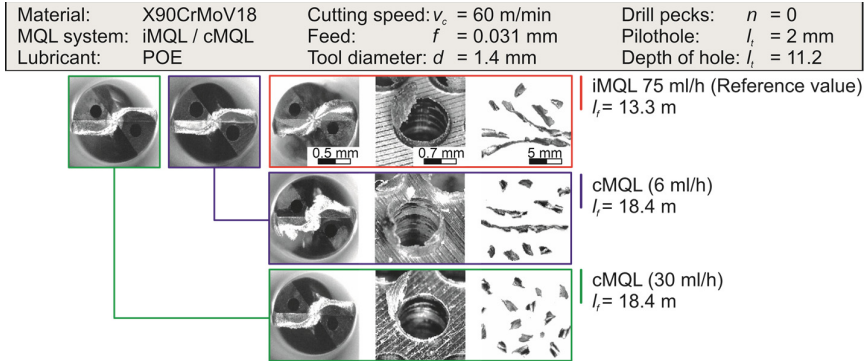 Material: X90CrMoV18 Cutting speed: vc = 60 m/min Drill pecks: n = 0
MQL system: iMQL / cMQL Feed: f = 0.031 mm Pilothole: lt = 2 mm
Lubricant: POE Tool diameter: d = 1.4 mm Depth of hole: lt = 11.2
iMQL 75 ml/h (Reference value)
lf = 13.3 m
0.5 mm 0.7 mm 5 mm
cMQL (6 ml/h)
lf = 18.4 m
cMQL (30 ml/h)
lf = 18.4 m